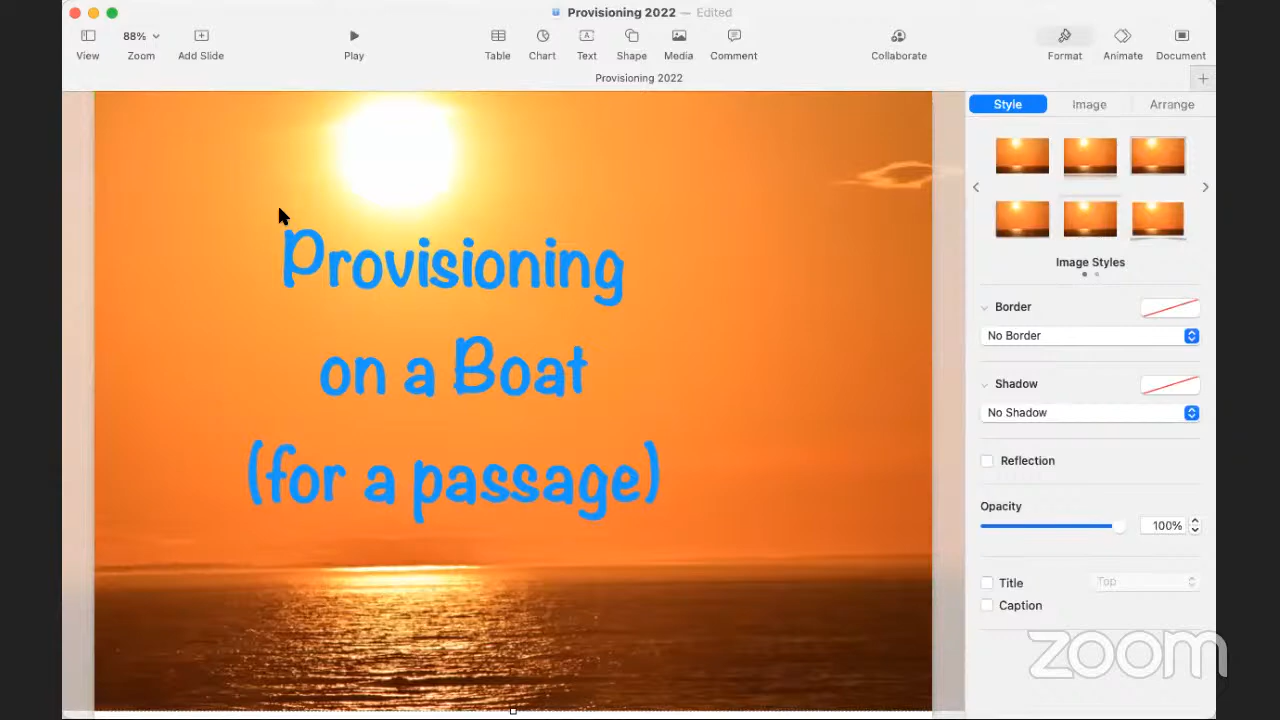 Provisioning 2022 — Edited
88%
View Zoom Add Slide Play Table Chart Text Shape Media Comment Collaborate Format Animate Document
Provisioning 2022
Style Image Arrange
Provisioning
on a Boat
(for a passage)
Image Styles
Border
No Border
Shadow
No Shadow
Reflection
Opacity
100%
Title Top
Caption
zoom